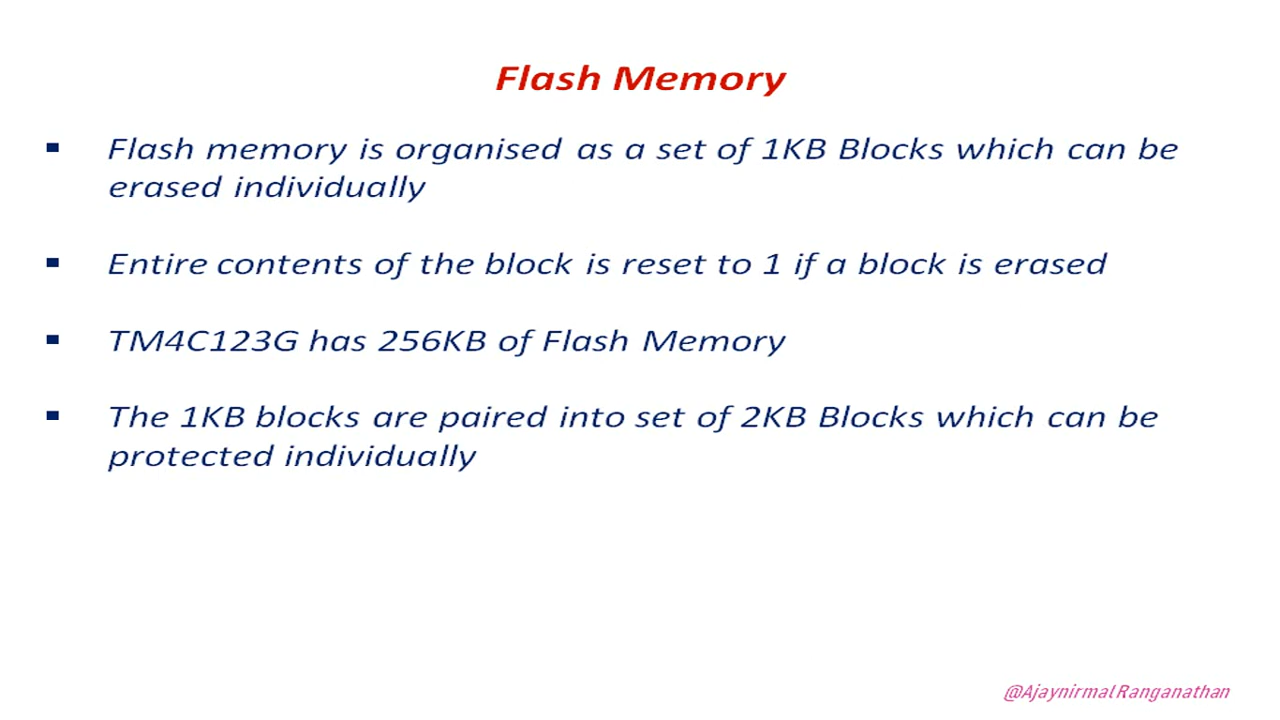 Flash Memory
▪ Flash memory is organised as a set of 1KB Blocks which can be
erased individually
▪ Entire contents of the block is reset to 1 if a block is erased
▪ TM4C123G has 256KB of Flash Memory
▪ The 1KB blocks are paired into set of 2KB Blocks which can be
protected individually
@Ajaynirmal Ranganathan